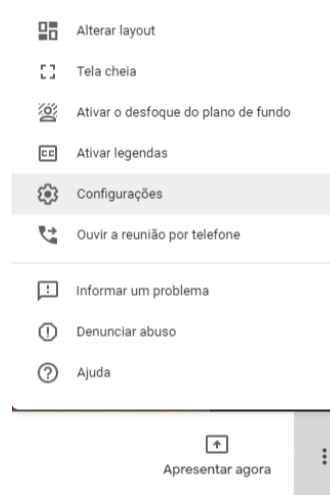 Alterar layout
Tela cheia
Ativar o desfoque do plano de fundo
CC
Ativar legendas
Configurações
Ouvir a reunião por telefone
Informar um problema
Denunciar abuso
Ajuda
Apresentar agora